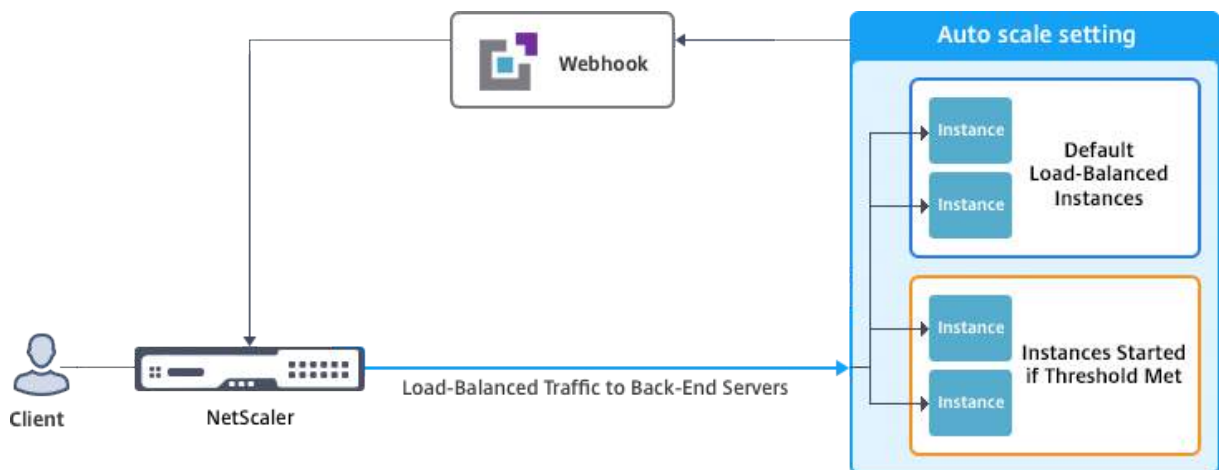 Auto scale setting
Webhook
Instance
Default
Load-Balanced
Instances
Instance
Instance
Instances Started
if Threshold Met
Instance
Load-Balanced Traffic to Back-End Servers
Client
NetScaler